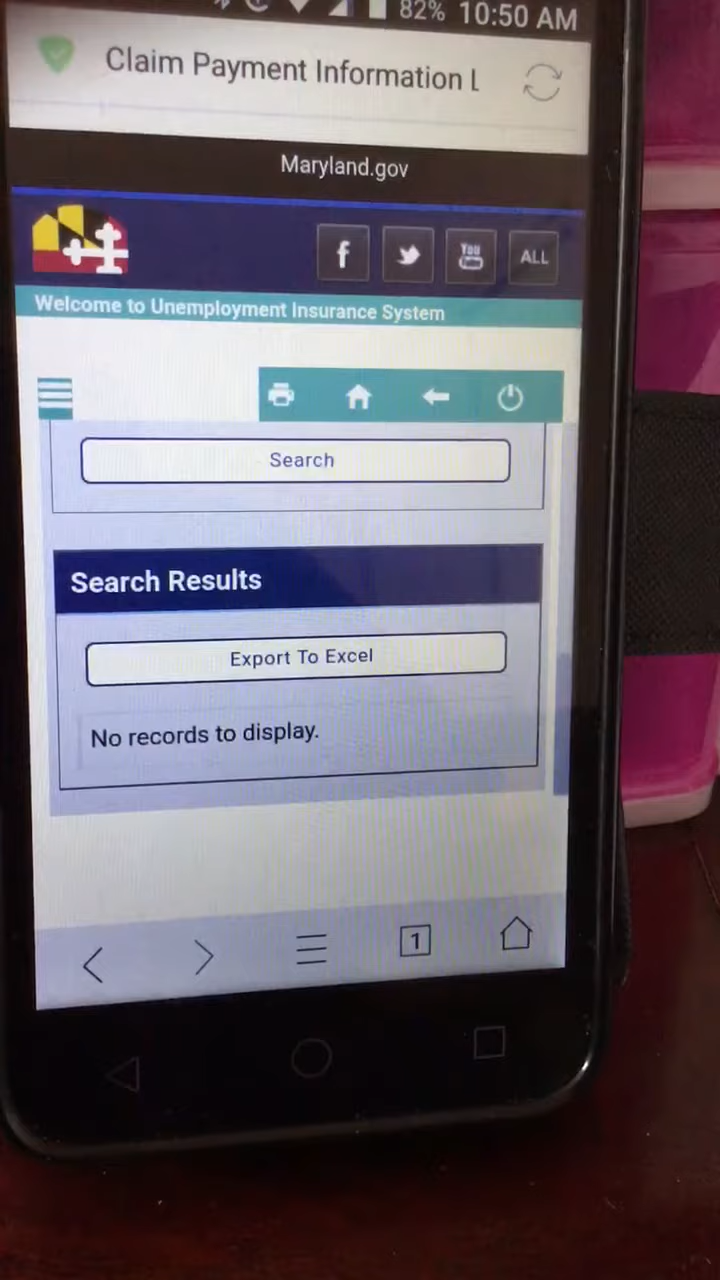 82% 10:50 AM
Claim Payment Information
Maryland.gov
f You ALL
Welcome to Unemployment Insurance System
Search
Search Results
Export To Excel
No records to display.
1